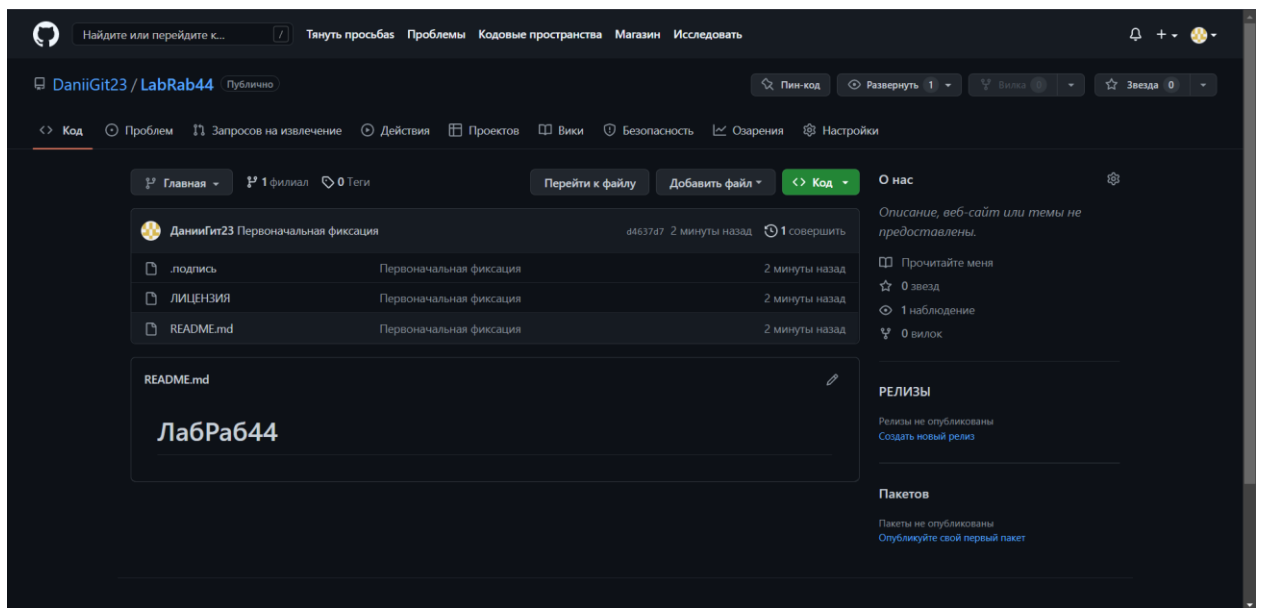 Найдите или перейдите к... / Тянуть просьбаs Проблемы Кодовые пространства Магазин Исследовать
DaniiGit23 / LabRab44 Публично Пин-код Развернуть 1 Вилка 0 Звезда 0
Код Проблем Запросов на извлечение Действия Проектов Вики Безопасность Озарения Настройки
Главная 1 филиал 0 Теги Перейти к файлу Добавить файл Код
ДанииГит23 Первоначальная фиксация d4637d7 2 минуты назад 1 совершить
.подпись Первоначальная фиксация 2 минуты назад
ЛИЦЕНЗИЯ Первоначальная фиксация 2 минуты назад
README.md Первоначальная фиксация 2 минуты назад
README.md
ЛабРаб44
О нас
Описание, веб-сайт или темы не
предоставлены.
Прочитайте меня
0 звезд
1 наблюдение
0 вилок
РЕЛИЗЫ
Релизы не опубликованы
Создать новый релиз
Пакетов
Пакеты не опубликованы
Опубликуйте свой первый пакет